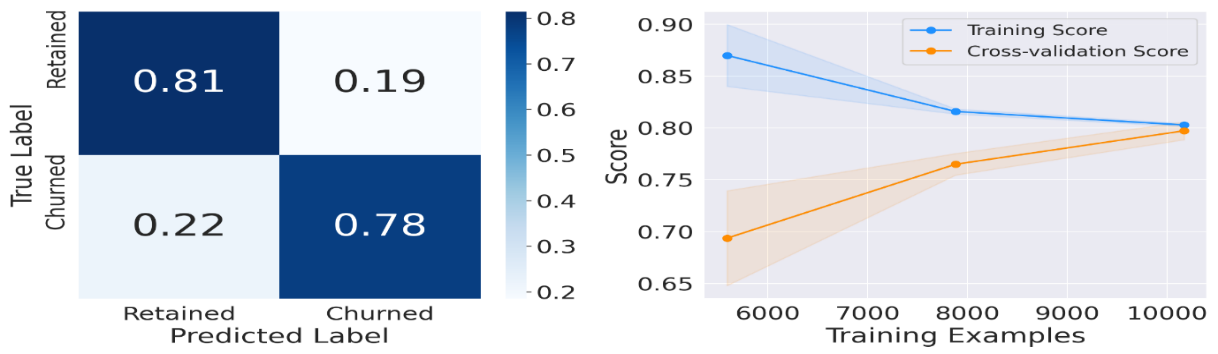 True Label
Retained
Churned
0.81 0.19
0.22 0.78
Retained Churned
Predicted Label
0.8
0.7
0.6
0.5
0.4
0.3
0.2
Score
0.90
0.85
0.80
0.75
0.70
0.65
Training Score
Cross-validation Score
6000 7000 8000 9000 10000
Training Examples